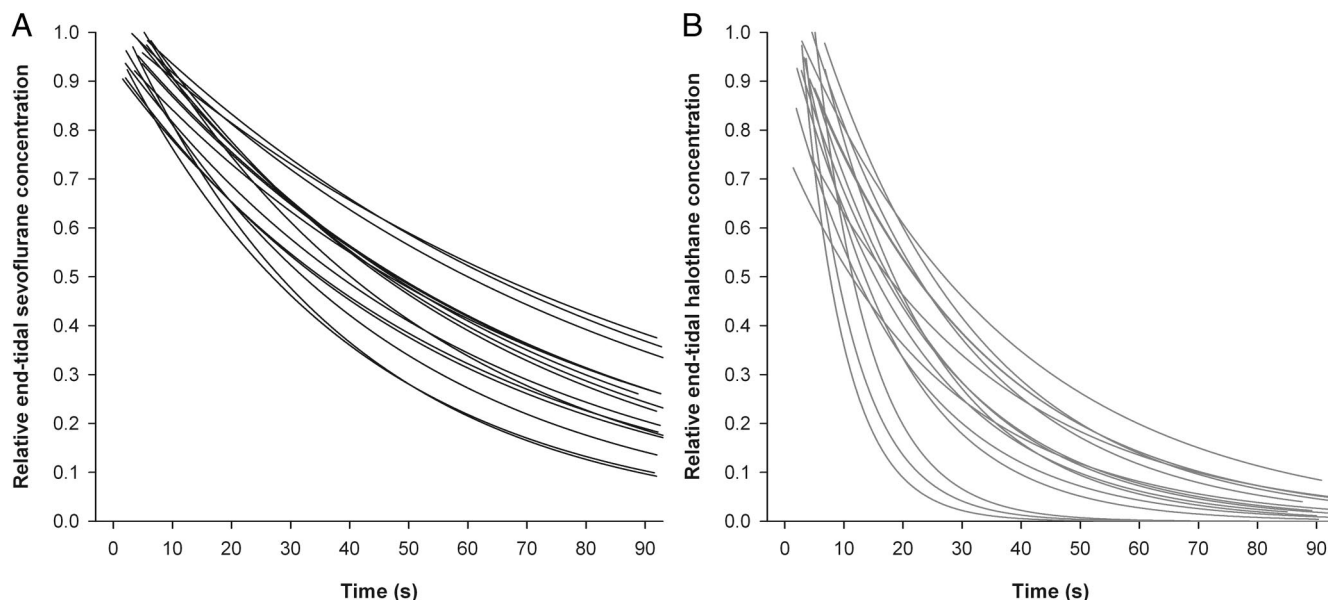 A
Relative end-tidal sevoflurane concentration
1.0
0.9
0.8
0.7
0.6
0.5
0.4
0.3
0.2
0.1
0.0
0 10 20 30 40 50 60 70 80 90
Time (s)
B
Relative end-tidal halothane concentration
1.0
0.9
0.8
0.7
0.6
0.5
0.4
0.3
0.2
0.1
0.0
0 10 20 30 40 50 60 70 80 90
Time (s)